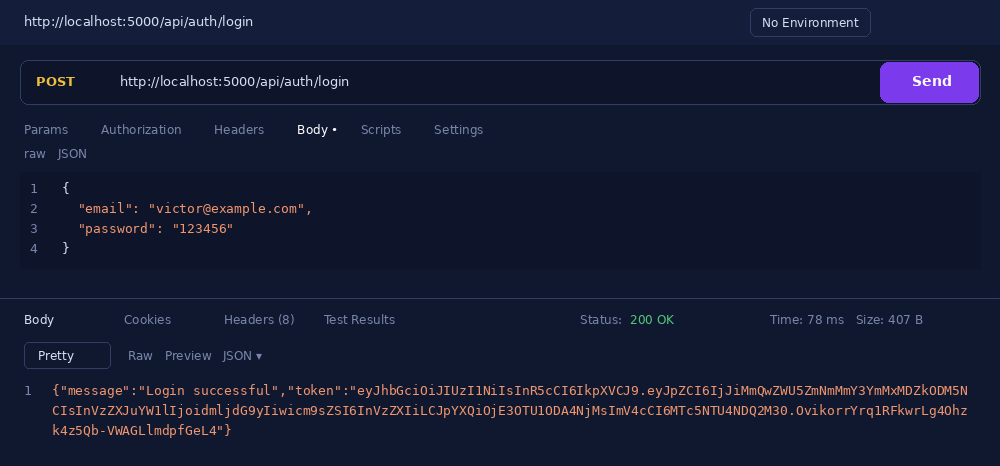 http://localhost:5000/api/auth/login No Environment
POST http://localhost:5000/api/auth/login Send
Params Authorization Headers Body • Scripts Settings
raw JSON
1 {
2 "email": "victor@example.com",
3 "password": "123456"
4 }
Body Cookies Headers (8) Test Results Status: 200 OK Time: 78 ms Size: 407 B
Pretty Raw Preview JSON ▾
1 {"message":"Login successful","token":"eyJhbGciOiJIUzI1NiIsInR5cCI6IkpXVCJ9.eyJpZCI6IjJiMmQwZWU5ZmNmMmY3YmMxMDZkODM5N
CIsInVzZXJuYW1lIjoidmljdG9yIiwicm9sZSI6InVzZXIiLCJpYXQiOjE3OTU1ODA4NjMsImV4cCI6MTc5NTU4NDQ2M30.OvikorrYrq1RFkwrLg4Ohz
k4z5Qb-VWAGLlmdpfGeL4"}